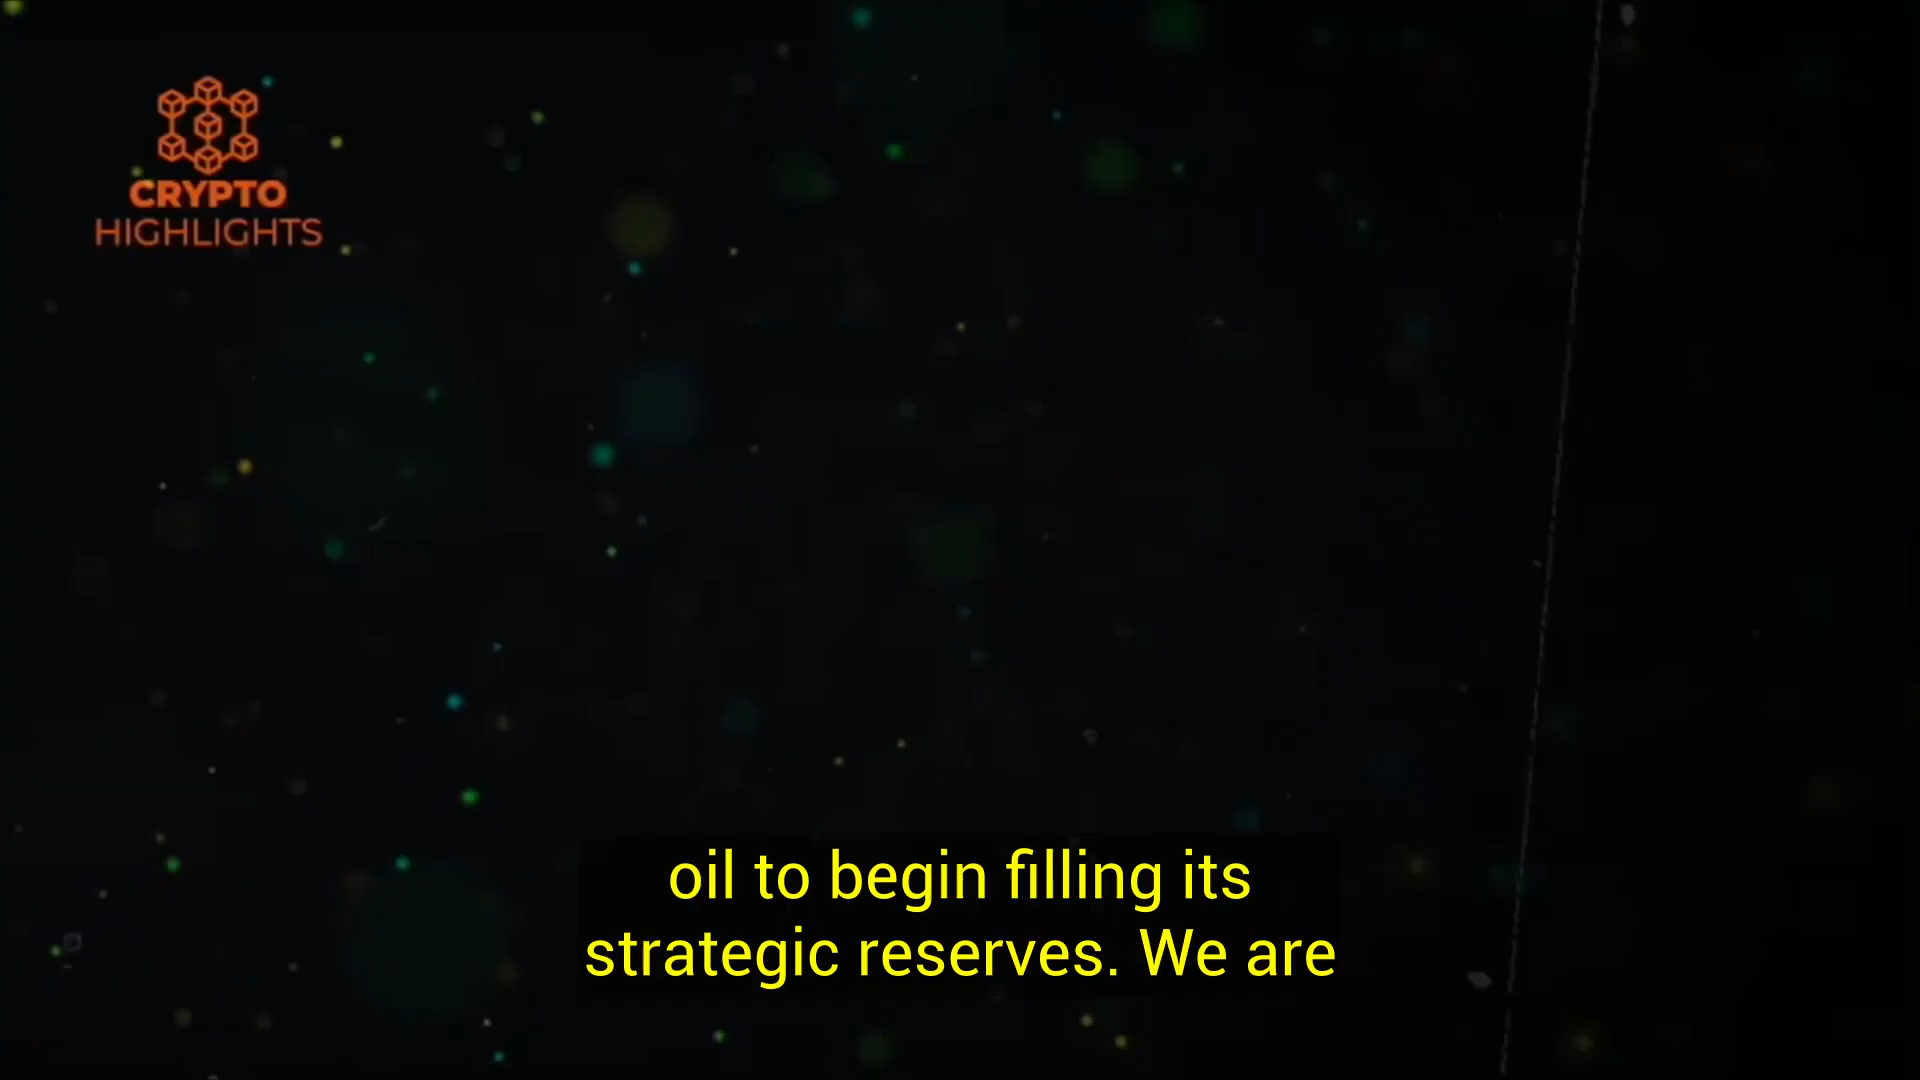 CRYPTO
HIGHLIGHTS
oil to begin filling its
strategic reserves. We are